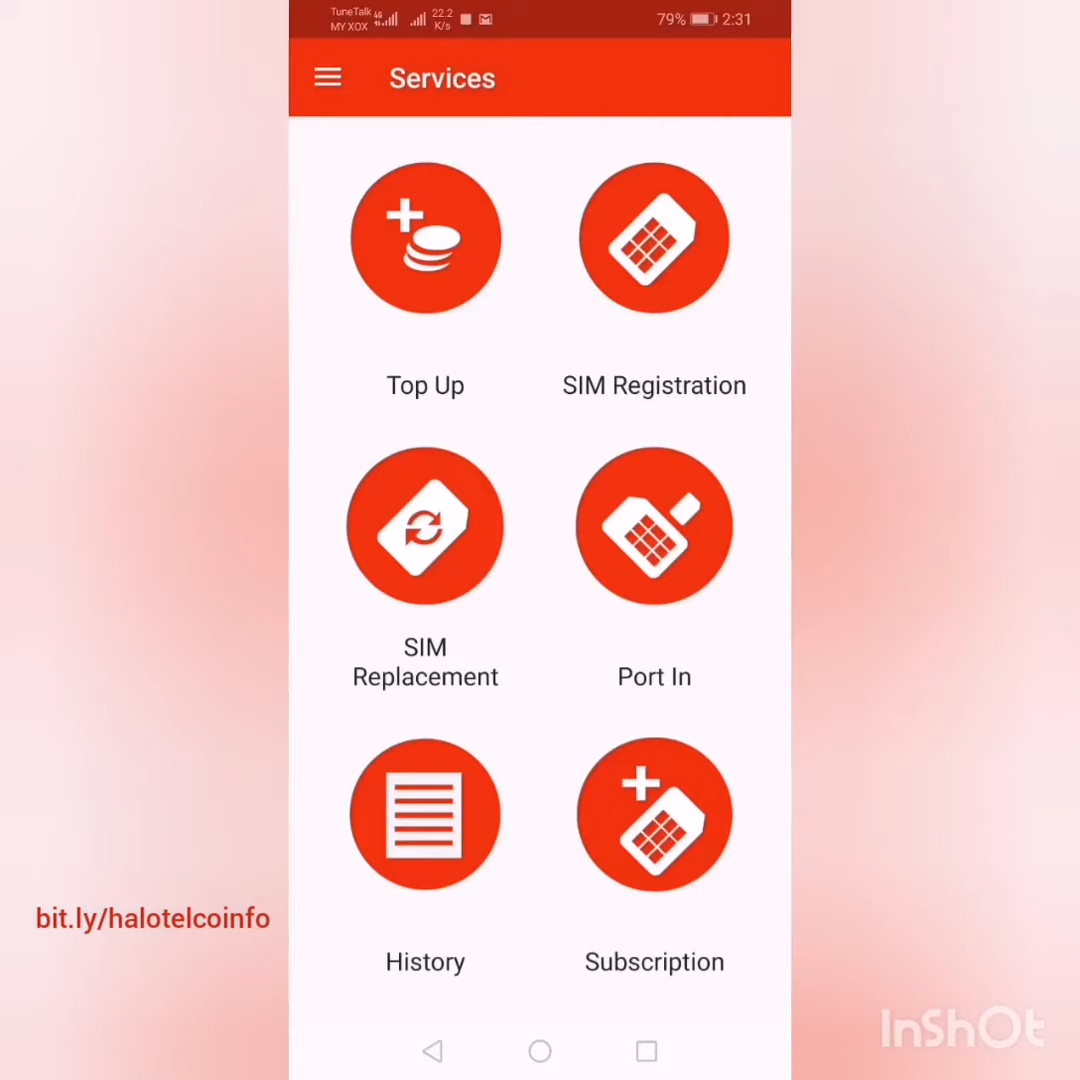 TuneTalk 4G 22.2 79% 2:31
MY XOX K/s
Services
Top Up SIM Registration
SIM
Replacement Port In
bit.ly/halotelcoinfo
History Subscription
InShOt